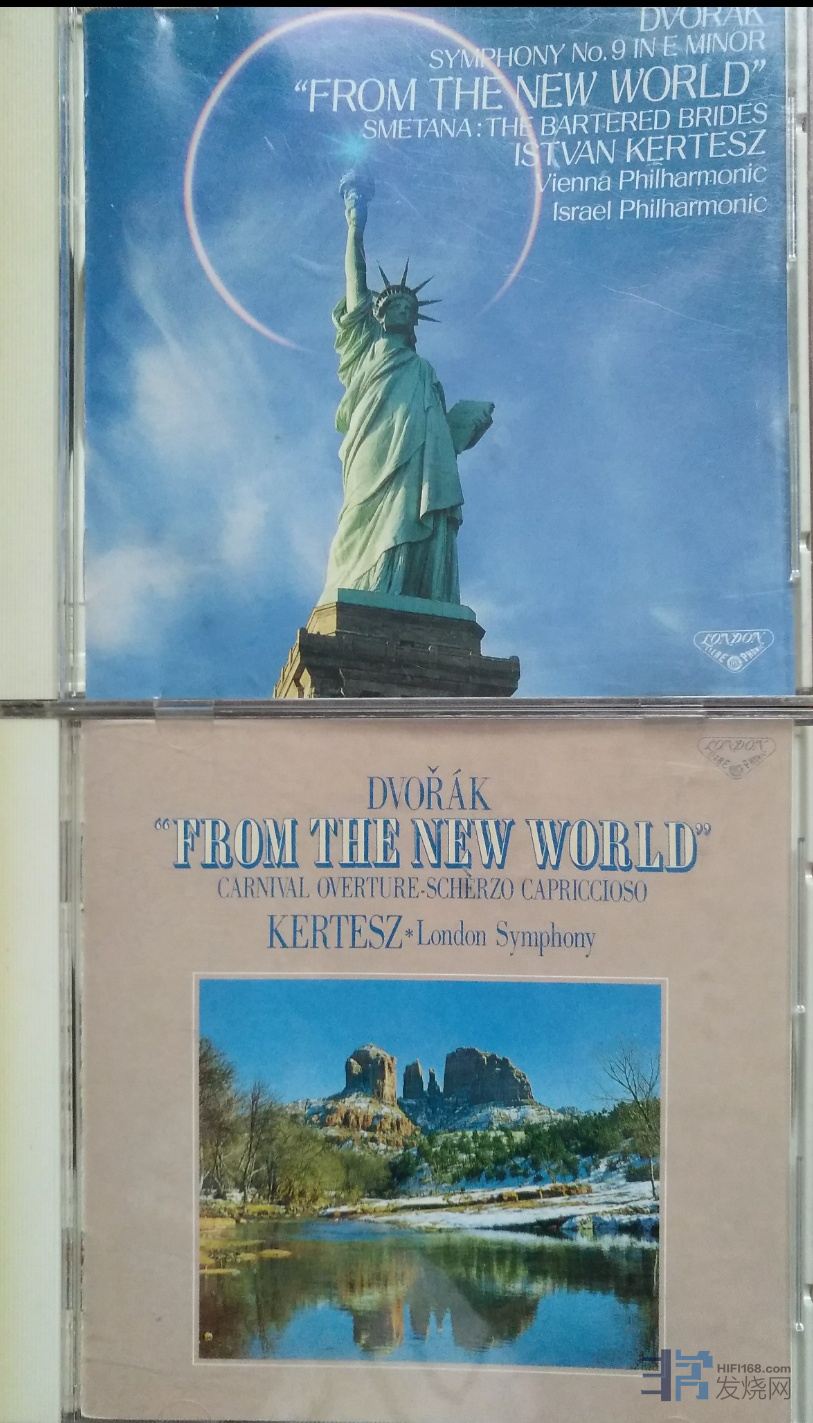 DVOŘÁK
SYMPHONY No. 9 IN E MINOR
“FROM THE NEW WORLD”
SMETANA : THE BARTERED BRIDES
ISTVAN KERTESZ
Vienna Philharmonic
Israel Philharmonic
LONDON
LONDON
DVOŘÁK
“FROM THE NEW WORLD”
CARNIVAL OVERTURE-SCHERZO CAPRICCIOSO
KERTESZ*London Symphony
HIFI168.com
发烧网